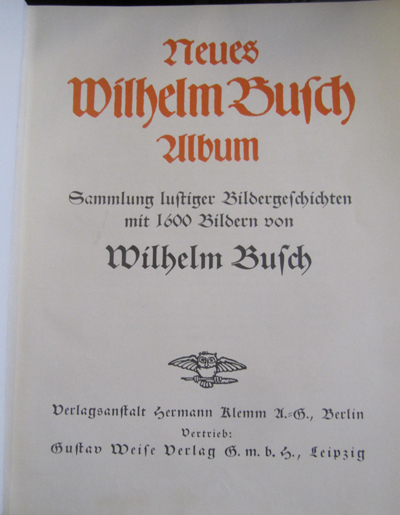 Neues
Wilhelm Buſch
Album
Sammlung luſtiger Bildergeſchichten
mit 1600 Bildern von
Wilhelm Buſch
Verlagsanſtalt Hermann Klemm A.-G., Berlin
Vertrieb:
Guſtav Weiſe Verlag G. m. b. H., Leipzig